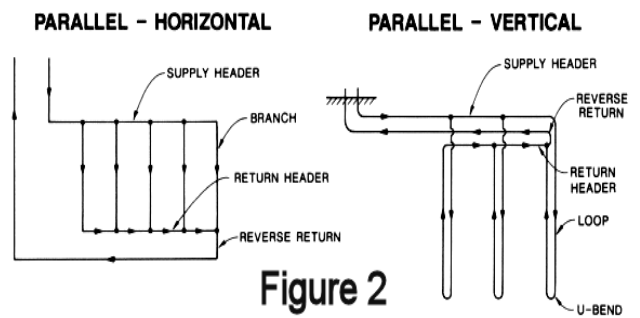 PARALLEL - HORIZONTAL
SUPPLY HEADER
BRANCH
RETURN HEADER
REVERSE RETURN
PARALLEL - VERTICAL
SUPPLY HEADER
REVERSE
RETURN
RETURN
HEADER
LOOP
U-BEND
Figure 2